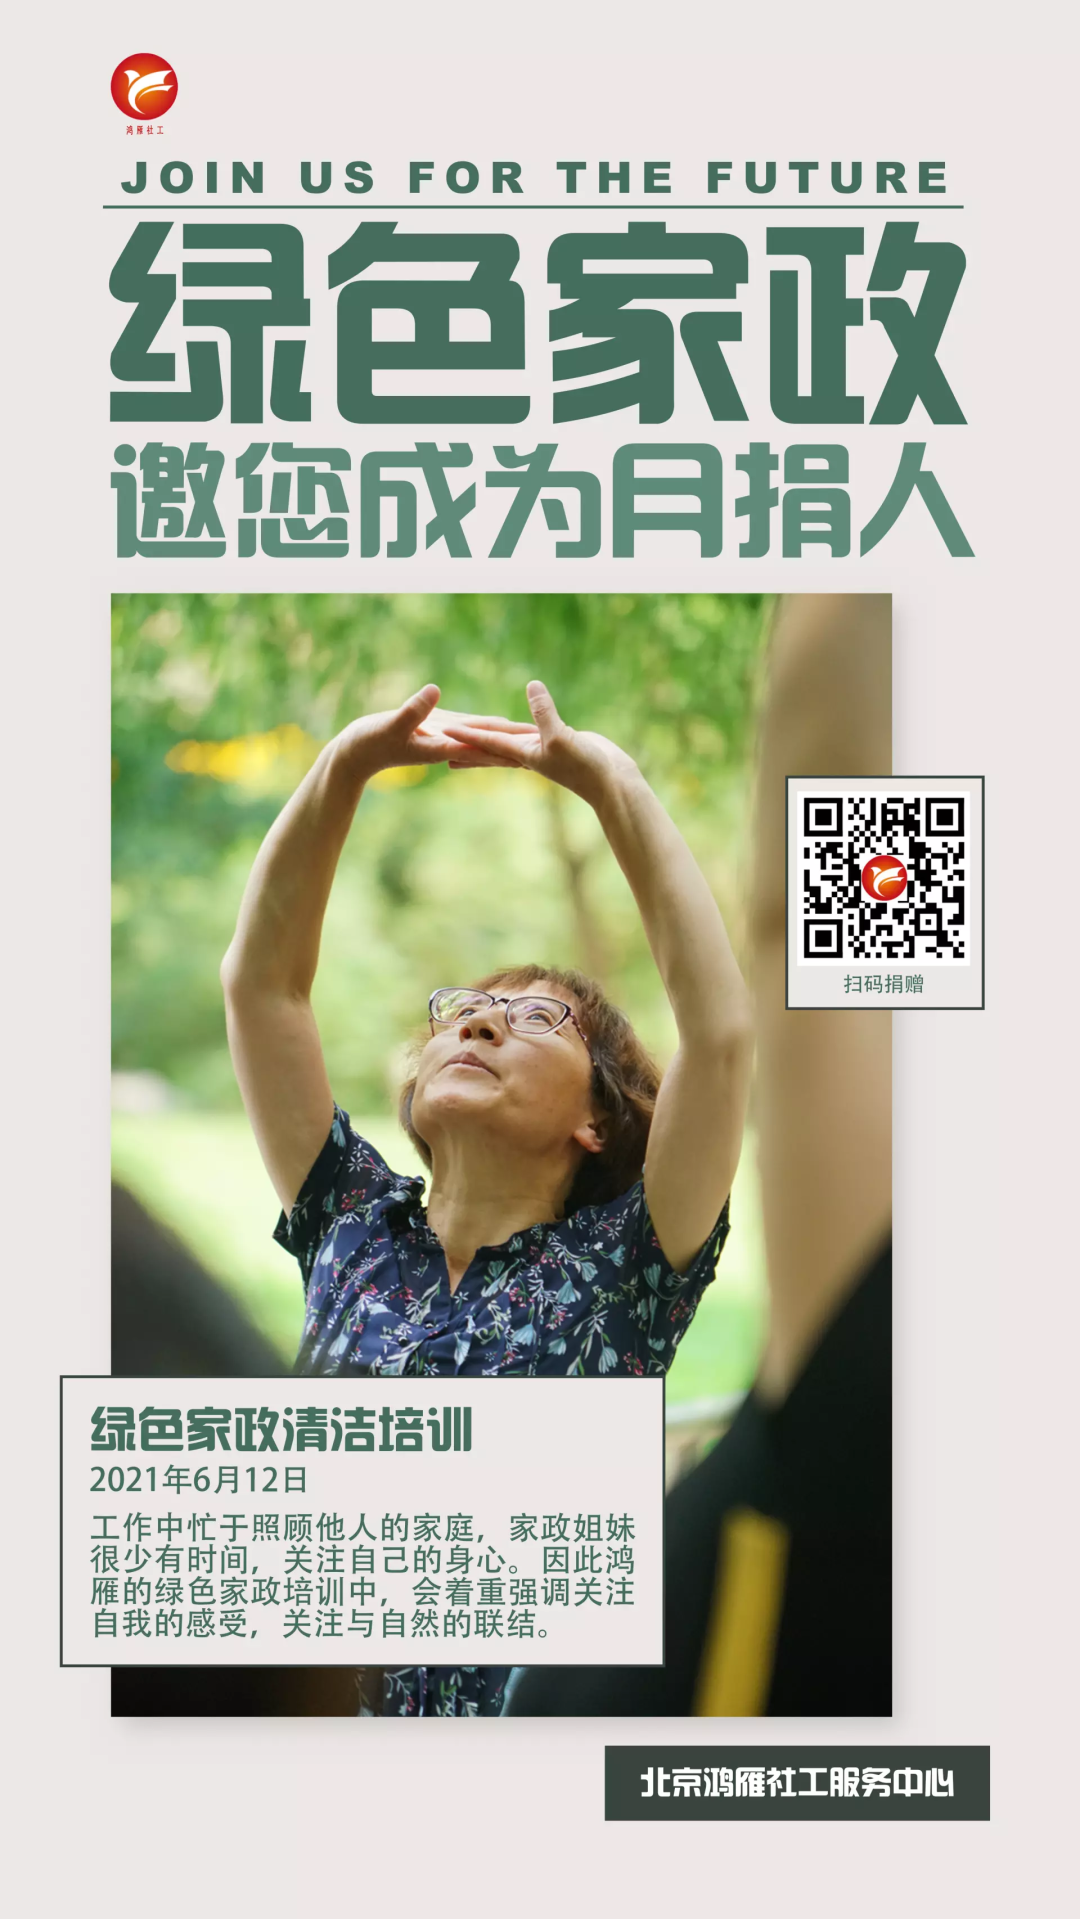 鸿雁社工
JOIN US FOR THE FUTURE
绿色家政
邀您成为月捐人
扫码捐赠
绿色家政清洁培训
2021年6月12日
工作中忙于照顾他人的家庭，家政姐妹
很少有时间，关注自己的身心。因此鸿
雁的绿色家政培训中，会着重强调关注
自我的感受，关注与自然的联结。
北京鸿雁社工服务中心